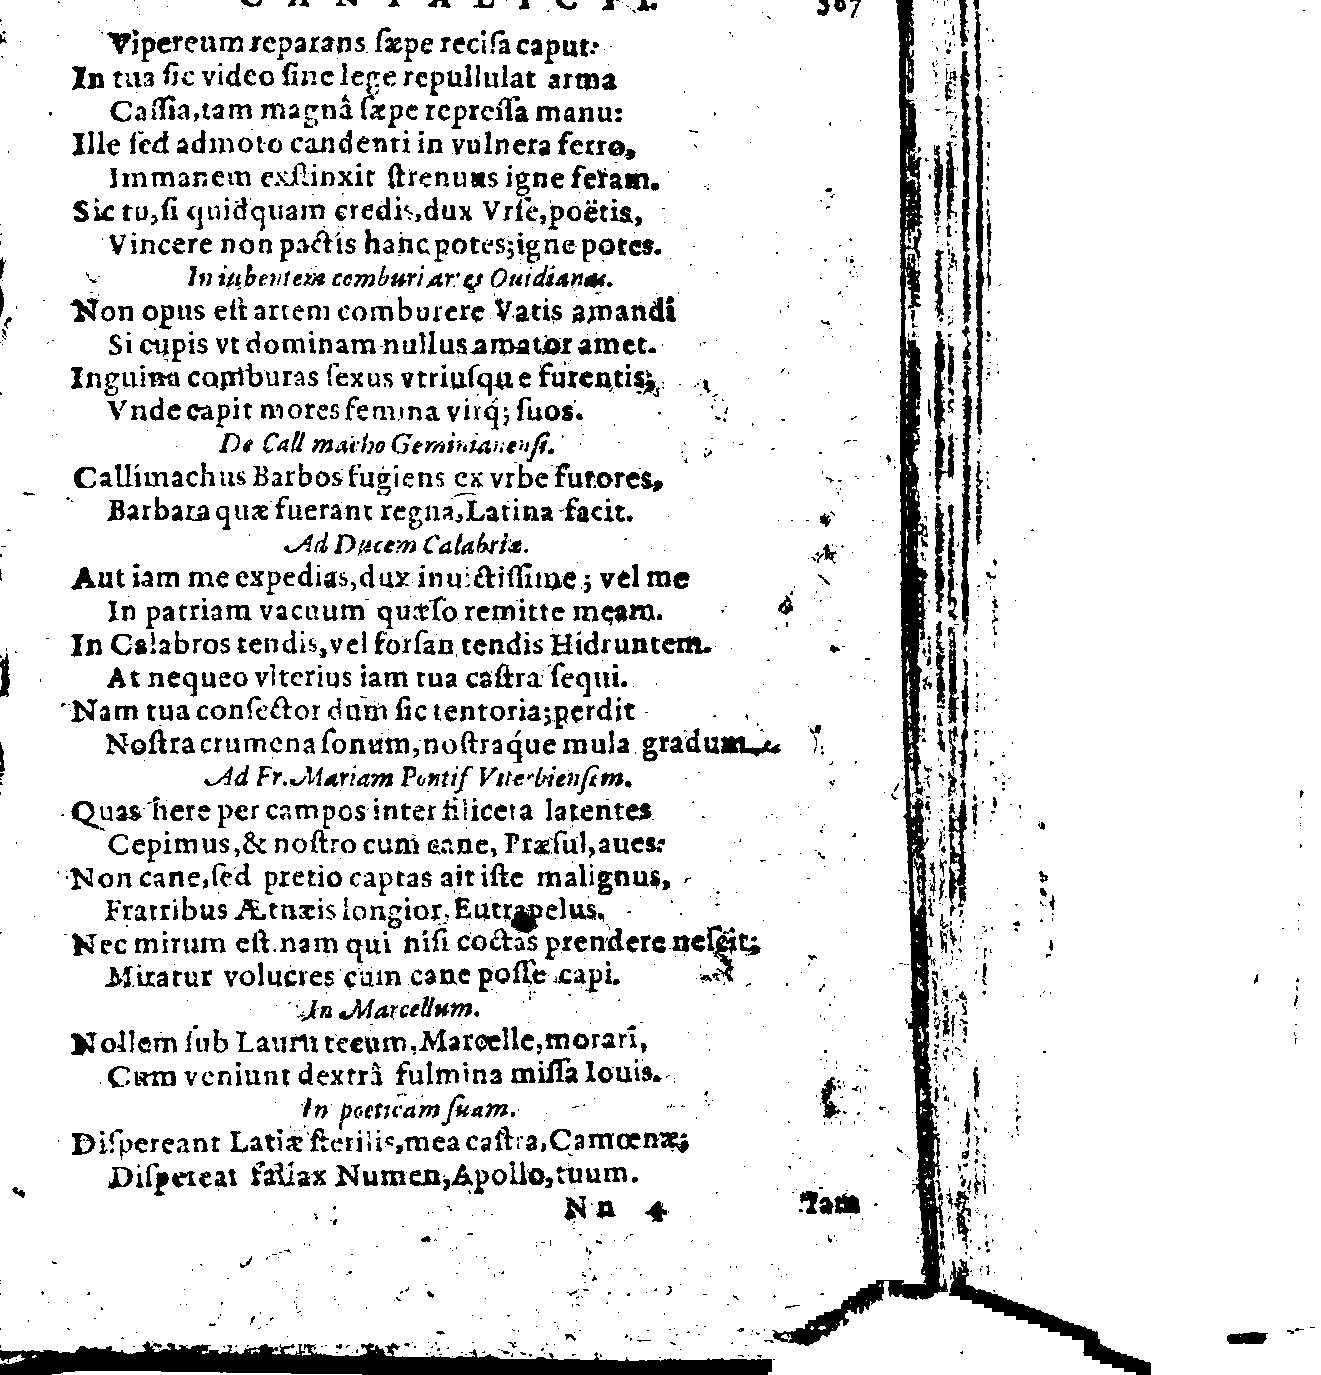 CANTALICII. 567
Vipereum reparans sæpe recisa caput:
In tua sic video sine lege repullulat arma
Cassia, tam magnâ sæpe repressa manu:
Ille sed admoto candenti in vulnera ferro,
Immanem exstinxit strenuus igne feram.
Sic tu, si quidquam credis, dux Vrse, poëtis,
Vincere non pactis hanc potes; igne potes.
In iubentem comburi artẽ Ouidianam.
Non opus est artem comburere Vatis amandi
Si cupis vt dominam nullus amator amet.
Inguina comburas sexus vtriusque furentis;
Vnde capit mores femina virq; suos.
De Callimacho Geminianensi.
Callimachus Barbos fugiens ex vrbe furores,
Barbara quæ fuerant regna, Latina facit.
Ad Ducem Calabriæ.
Aut iam me expedias, dux inuictissime; vel me
In patriam vacuum quæso remitte meam.
In Calabros tendis, vel forsan tendis Hidruntem.
At nequeo vlterius iam tua castra sequi.
Nam tua consector dum sic tentoria; perdit
Nostra crumena sonum, nostraq́ue mula gradum.
Ad Fr. Mariam Pontif Viterbiensem.
Quas here per campos inter filiceta latentes
Cepimus, & nostro cum cane, Præsul, aues:
Non cane, sed pretio captas ait iste malignus,
Fratribus Ætnæis longior, Eutrapelus.
Nec mirum est. nam qui nisi coctas prendere nescit;
Miratur volucres cum cane posse capi.
In Marcellum.
Nollem sub Lauru tecum, Marcelle, morari,
Cum veniunt dextrâ fulmina missa Iouis.
In poeticam suam.
Dispereant Latiæ sterilis, mea castra, Camœnæ;
Dispereat fallax Numen, Apollo, tuum.
Nn 4 Iam